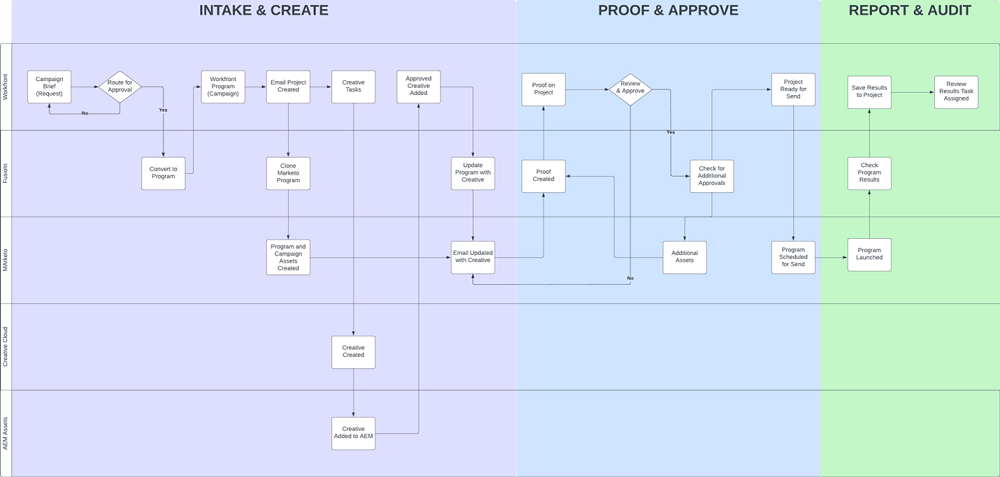 INTAKE & CREATE
PROOF & APPROVE
REPORT & AUDIT
Workfront
Campaign
Brief
(Request)
Route for
Approval
No
Yes
Workfront
Program
(Campaign)
Email Project
Created
Creative
Tasks
Approved
Creative
Added
Proof on
Project
Review
& Approve
Yes
Project
Ready for
Send
Save Results
to Project
Review
Results Task
Assigned
Convert to
Program
Clone
Marketo
Program
Update
Program with
Creative
Proof
Created
Check for
Additional
Approvals
Check
Program
Results
MArketo
Program and
Campaign
Assets
Created
Email Updated
with Creative
Additional
Assets
No
Program
Scheduled
for Send
Program
Launched
Creative Cloud
Creative
Created
AEM Assets
Creative
Added to AEM